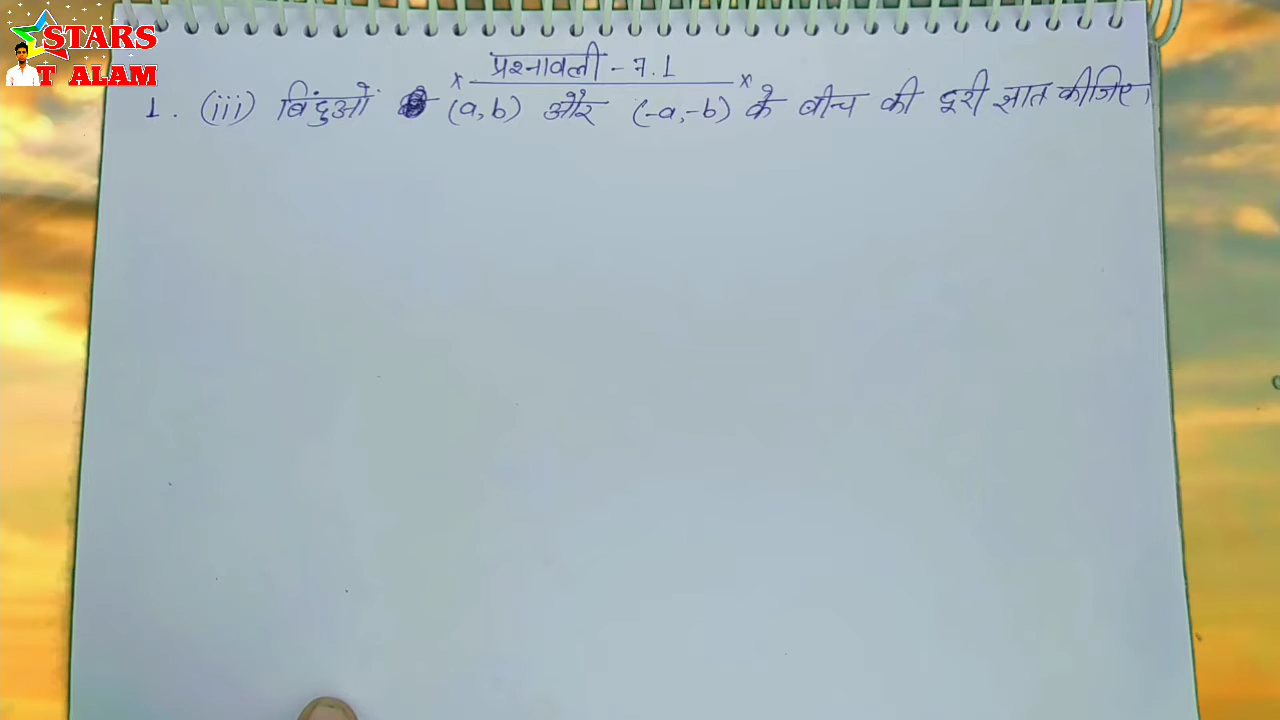 STARS
T ALAM
प्रश्नावली - 7.1
1. (iii) बिंदुओं (a, b) और (-a, -b) के बीच की दूरी ज्ञात कीजिए।